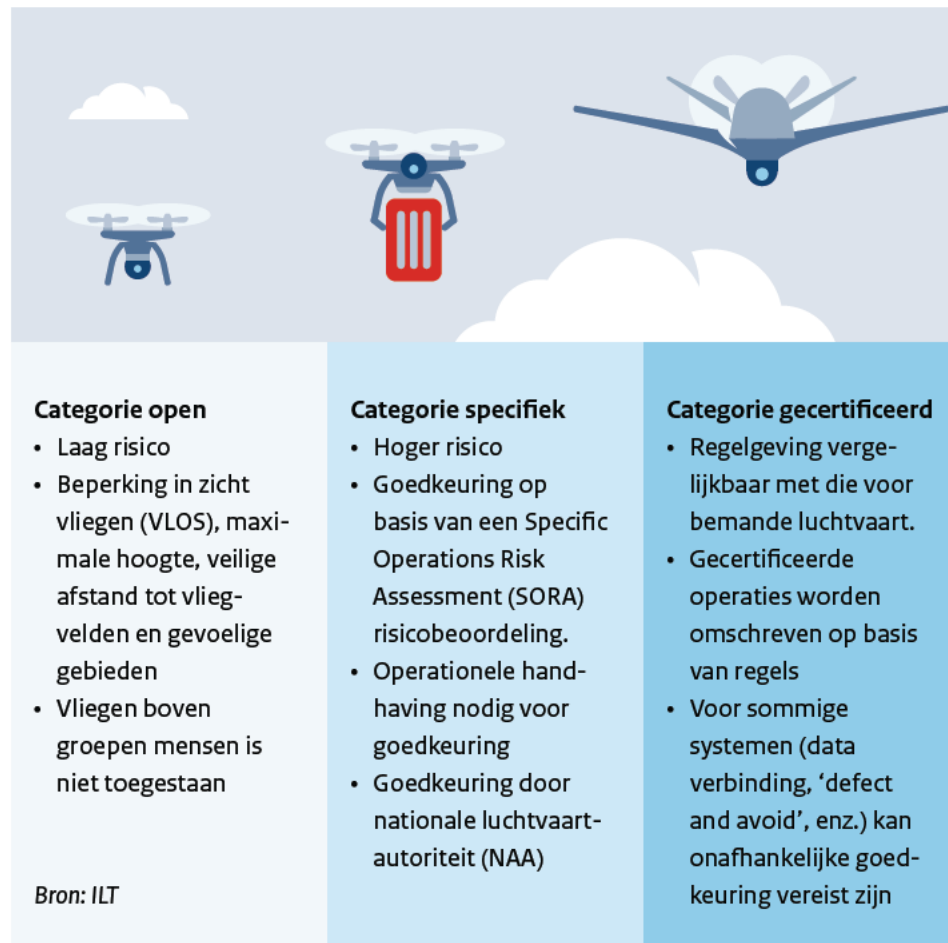 Categorie open
• Laag risico
• Beperking in zicht
vliegen (VLOS), maxi-
male hoogte, veilige
afstand tot vlieg-
velden en gevoelige
gebieden
• Vliegen boven
groepen mensen is
niet toegestaan
Bron: ILT
Categorie specifiek
• Hoger risico
• Goedkeuring op
basis van een Specific
Operations Risk
Assessment (SORA)
risicobeoordeling.
• Operationele hand-
having nodig voor
goedkeuring
• Goedkeuring door
nationale luchtvaart-
autoriteit (NAA)
Categorie gecertificeerd
• Regelgeving verge-
lijkbaar met die voor
bemande luchtvaart.
• Gecertificeerde
operaties worden
omschreven op basis
van regels
• Voor sommige
systemen (data
verbinding, ‘defect
and avoid’, enz.) kan
onafhankelijke goed-
keuring vereist zijn